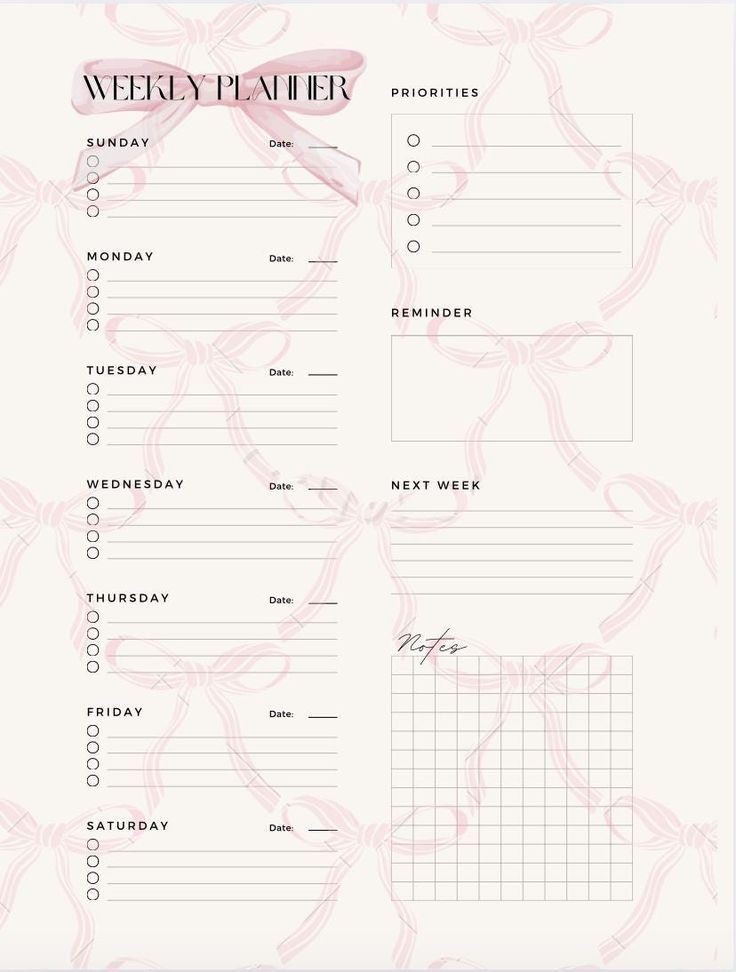 WEEKLY PLANNER
SUNDAY Date:
MONDAY Date:
TUESDAY Date:
WEDNESDAY Date:
THURSDAY Date:
FRIDAY Date:
SATURDAY Date:
PRIORITIES
REMINDER
NEXT WEEK
Notes